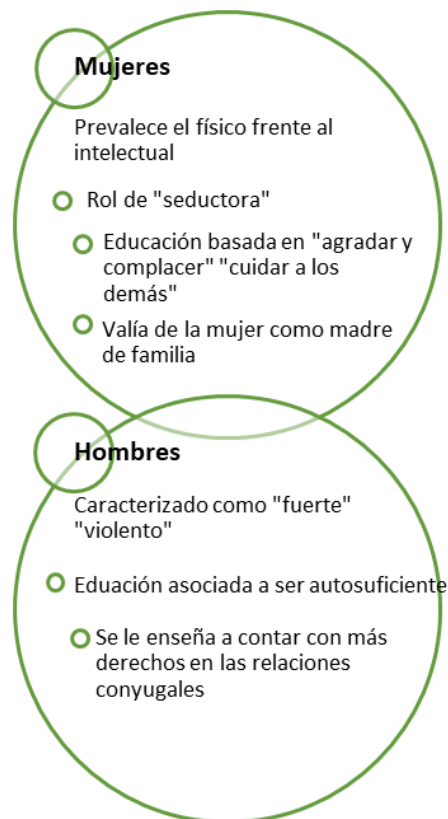 Mujeres
Prevalece el físico frente al
intelectual
Rol de "seductora"
Educación basada en "agradar y
complacer" "cuidar a los
demás"
Valía de la mujer como madre
de familia
Hombres
Caracterizado como "fuerte"
"violento"
Eduación asociada a ser autosuficiente
Se le enseña a contar con más
derechos en las relaciones
conyugales